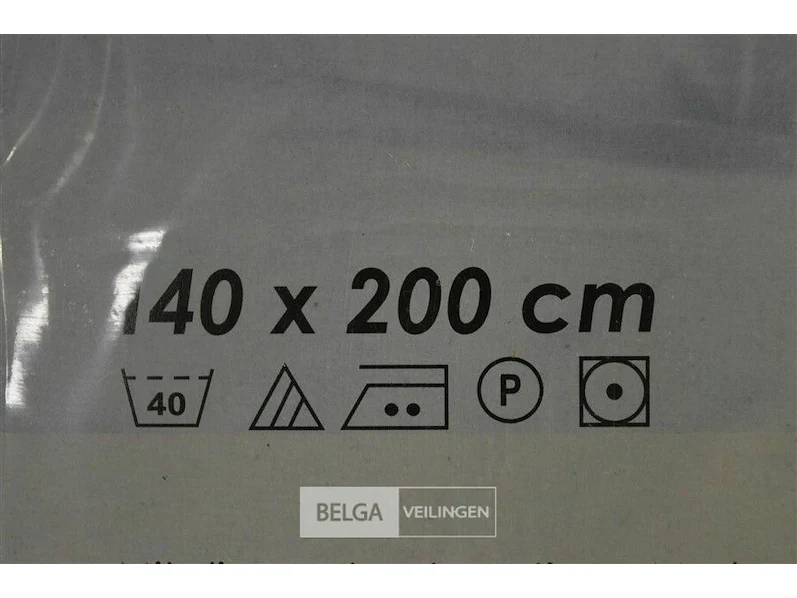 140 x 200 cm
40 P
BELGA VEILINGEN